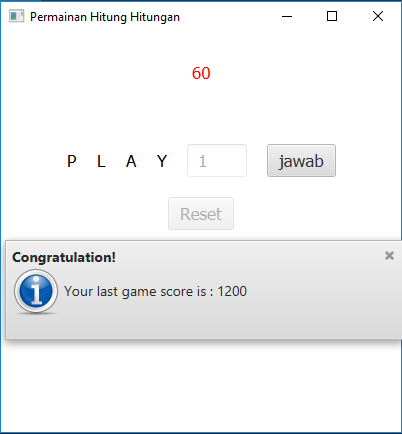 Permainan Hitung Hitungan
60
P L A Y 1 jawab
Reset
Congratulation!
Your last game score is : 1200